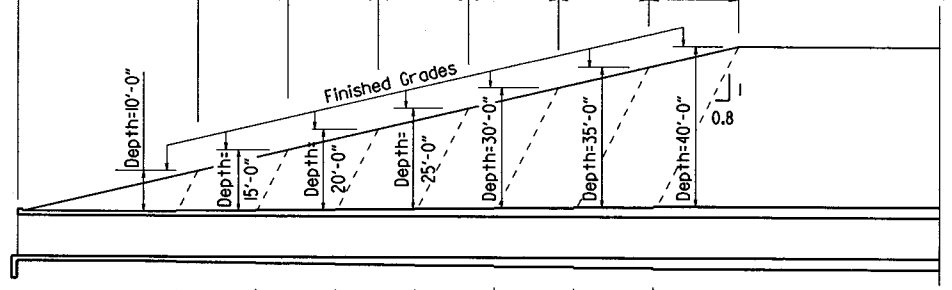 Finished Grades
Depth=10'-0"
Depth=
15'-0"
Depth=
20'-0"
Depth=
25'-0"
Depth=30'-0"
Depth=35'-0"
Depth=40'-0"
1
0.8